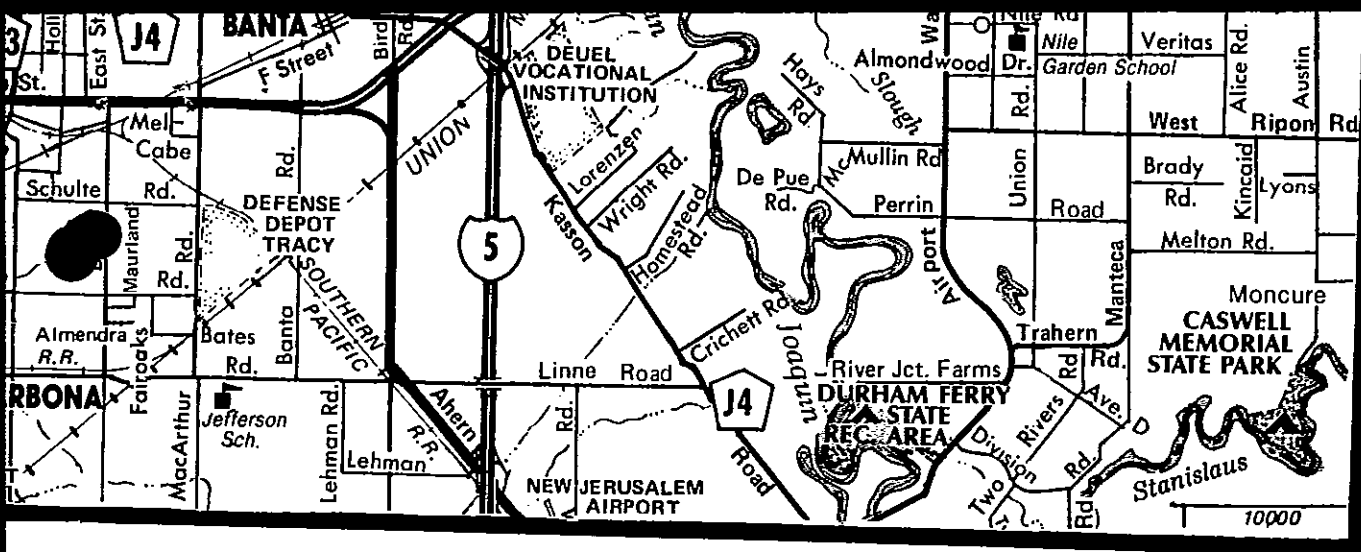 3
Holl
East St.
J4
BANTA
F Street
Bird
Rd.
St.
DEUEL
VOCATIONAL
INSTITUTION
Hays
Rd.
Slough
Almondwood
Dr.
Nile Rd
Nile
Garden School
Veritas
Alice Rd.
Austin
Rd.
West Ripon Rd
Mel-
Cabe
UNION
Lorenzen
Wright Rd.
Homestead
Rd.
Mc Mullin Rd
De Pue
Rd.
Perrin
Union
Road
Brady
Rd.
Kincaid
Lyons
Melton Rd.
Schulte Rd.
Rd.
DEFENSE
DEPOT
TRACY
Maurland
Rd.
Rd.
5
Kasson
Airport
Manteca
Moncure
CASWELL
MEMORIAL
STATE PARK
SOUTHERN
PACIFIC
Almendra
R.R.
Fairoaks
Bates
Rd.
Banta
Crichett Rd.
Joaquin
Trahern
Rd.
Rd
Linne Road
River Jct. Farms
DURHAM FERRY
STATE
REC. AREA
J4
RBONA
MacArthur
Jefferson
Sch.
Lehman Rd.
Lehman
Ahern
R.R.
Rd.
Road
Division
Rivers
Ave. D
Rd.
Two
Rd
Stanislaus
NEW JERUSALEM
AIRPORT
10000